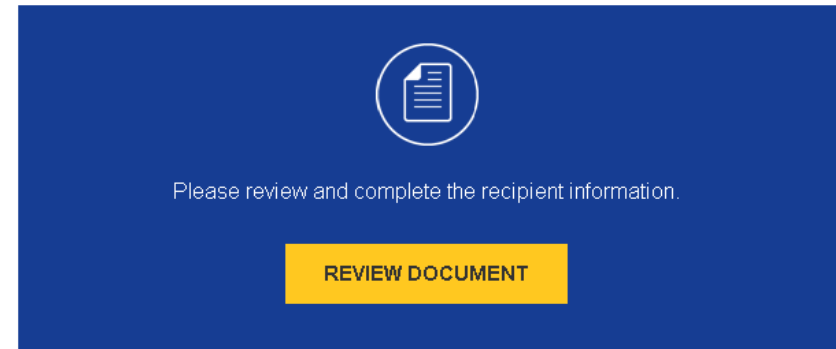 Please review and complete the recipient information.
REVIEW DOCUMENT